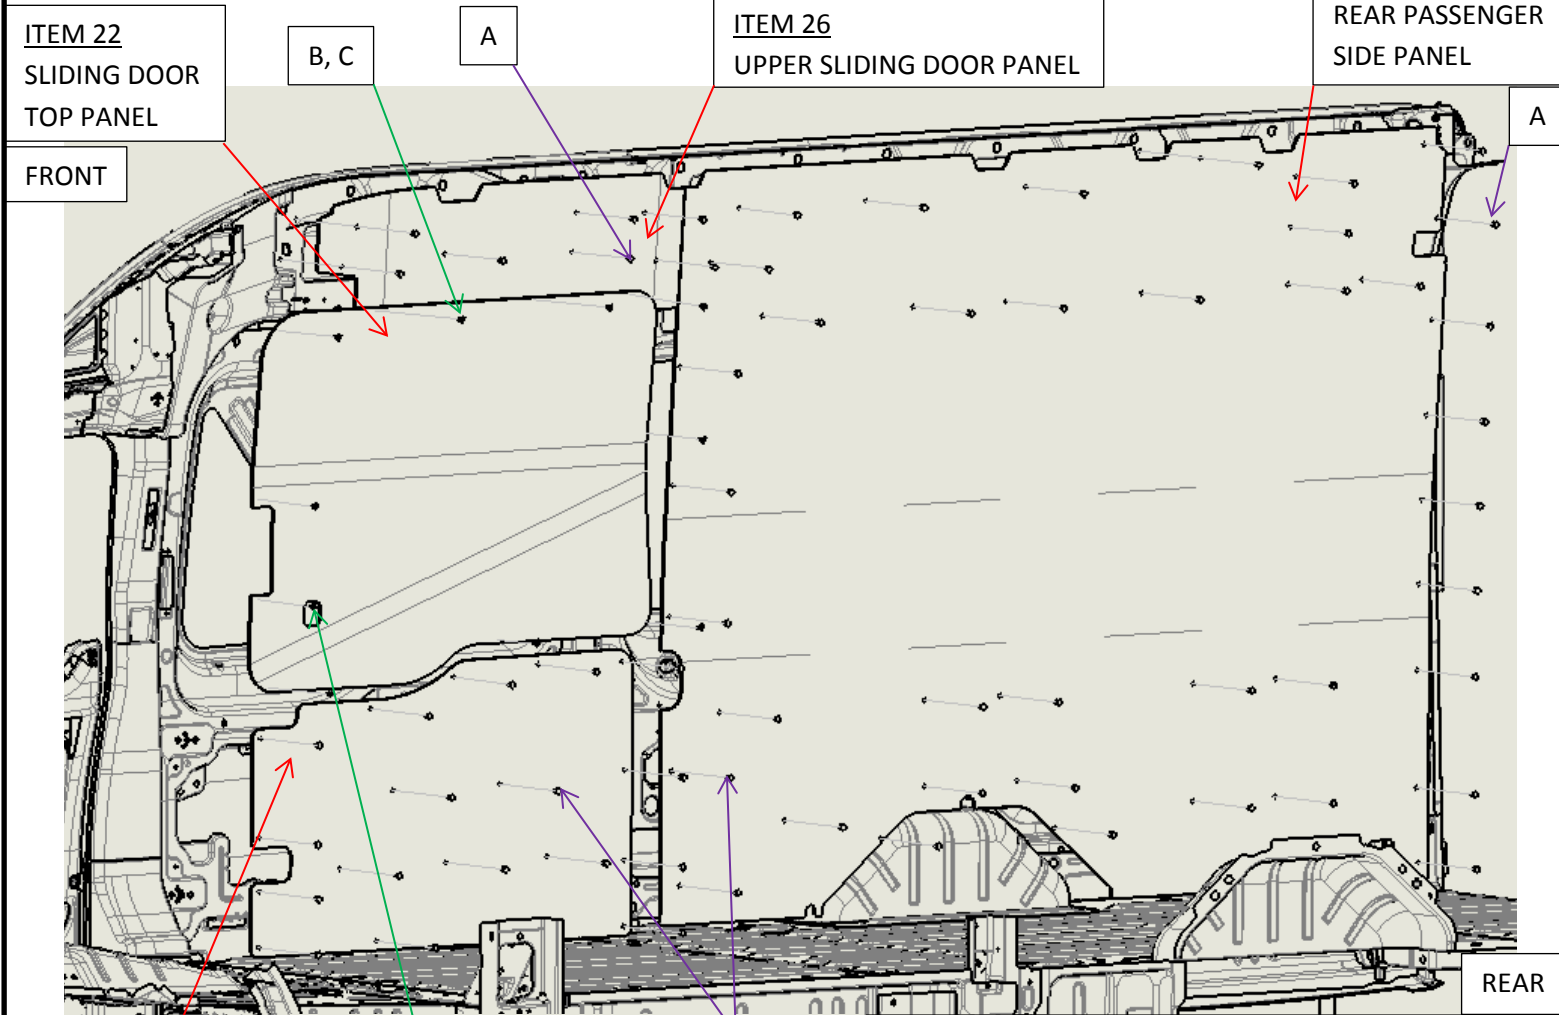 ITEM 22
SLIDING DOOR
TOP PANEL
B, C
A
ITEM 26
UPPER SLIDING DOOR PANEL
REAR PASSENGER
SIDE PANEL
A
FRONT
REAR